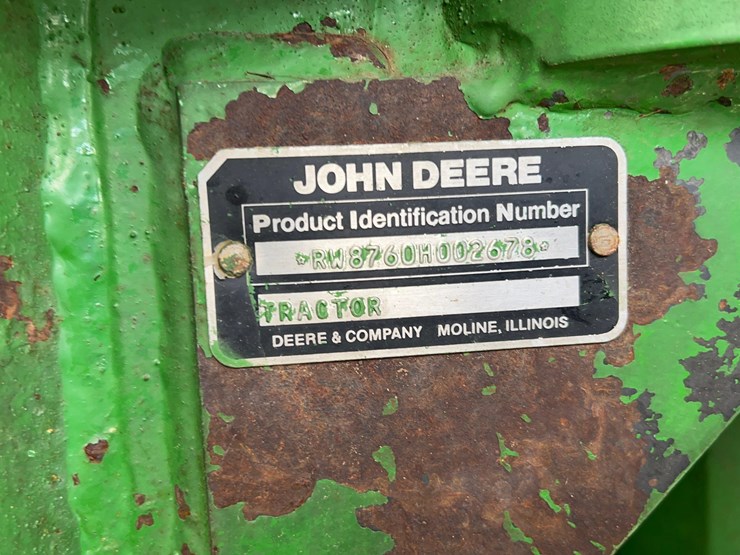 JOHN DEERE
Product Identification Number
*RW8760H002678*
TRACTOR
DEERE & COMPANY MOLINE, ILLINOIS